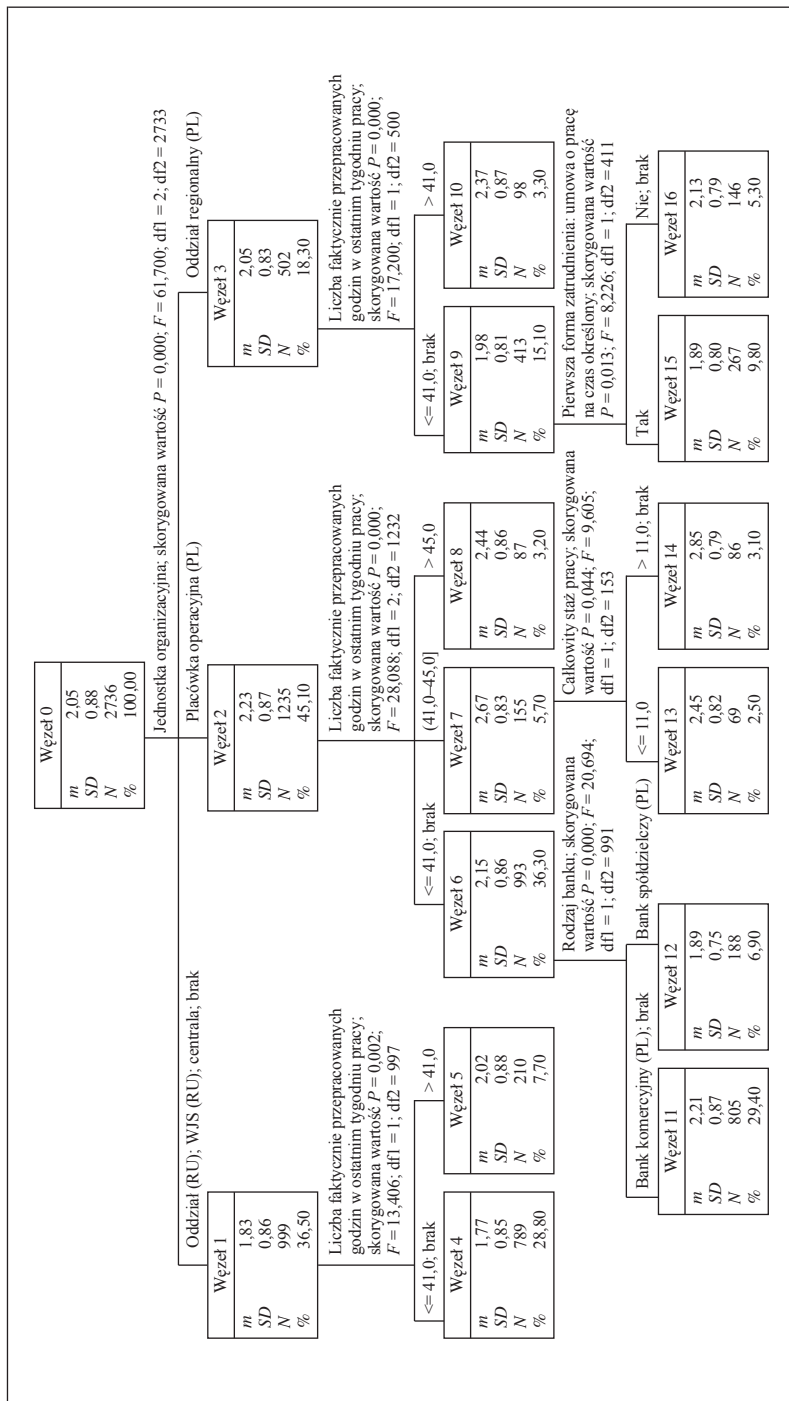 Węzeł 0
m 2,05
SD 0,88
N 2736
% 100,00
Jednostka organizacyjna; skorygowana wartość P = 0,000; F = 61,700; df1 = 2; df2 = 2733
Oddział (RU); WJS (RU); centrala; brak
Placówka operacyjna (PL)
Oddział regionalny (PL)
Węzeł 1
m 1,83
SD 0,86
N 999
% 36,50
Węzeł 2
m 2,23
SD 0,87
N 1235
% 45,10
Węzeł 3
m 2,05
SD 0,83
N 502
% 18,30
Liczba faktycznie przepracowanych
godzin w ostatnim tygodniu pracy;
skorygowana wartość P = 0,002;
F = 13,406; df1 = 1; df2 = 997
Liczba faktycznie przepracowanych
godzin w ostatnim tygodniu pracy;
skorygowana wartość P = 0,000;
F = 28,088; df1 = 2; df2 = 1232
Liczba faktycznie przepracowanych
godzin w ostatnim tygodniu pracy;
skorygowana wartość P = 0,000;
F = 17,200; df1 = 1; df2 = 500
<= 41,0; brak
> 41,0
<= 41,0; brak
(41,0–45,0]
> 45,0
<= 41,0; brak
> 41,0
Węzeł 4
m 1,77
SD 0,85
N 789
% 28,80
Węzeł 5
m 2,02
SD 0,88
N 210
% 7,70
Węzeł 6
m 2,15
SD 0,86
N 993
% 36,30
Węzeł 7
m 2,67
SD 0,83
N 155
% 5,70
Węzeł 8
m 2,44
SD 0,86
N 87
% 3,20
Węzeł 9
m 1,98
SD 0,81
N 413
% 15,10
Węzeł 10
m 2,37
SD 0,87
N 98
% 3,30
Rodzaj banku; skorygowana
wartość P = 0,000; F = 20,694;
df1 = 1; df2 = 991
Całkowity staż pracy; skorygowana
wartość P = 0,044; F = 9,605;
df1 = 1; df2 = 153
Pierwsza forma zatrudnienia: umowa o pracę
na czas określony; skorygowana wartość
P = 0,013; F = 8,226; df1 = 1; df2 = 411
Bank komercyjny (PL); brak
Bank spółdzielczy (PL)
<= 11,0
> 11,0; brak
Tak
Nie; brak
Węzeł 11
m 2,21
SD 0,87
N 805
% 29,40
Węzeł 12
m 1,89
SD 0,75
N 188
% 6,90
Węzeł 13
m 2,45
SD 0,82
N 69
% 2,50
Węzeł 14
m 2,85
SD 0,79
N 86
% 3,10
Węzeł 15
m 1,89
SD 0,80
N 267
% 9,80
Węzeł 16
m 2,13
SD 0,79
N 146
% 5,30